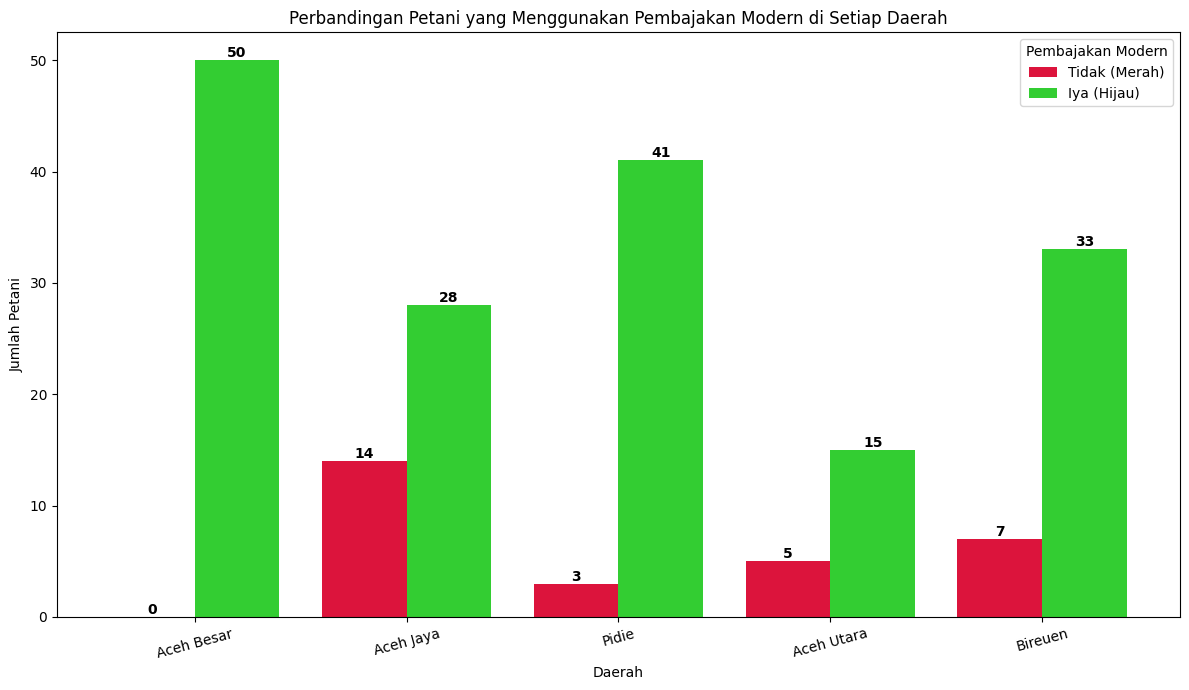 Perbandingan Petani yang Menggunakan Pembajakan Modern di Setiap Daerah
Pembajakan Modern
Tidak (Merah)
Iya (Hijau)
Jumlah Petani
50
40
30
20
10
0
0
50
14
28
3
41
5
15
7
33
Aceh Besar
Aceh Jaya
Pidie
Aceh Utara
Bireuen
Daerah